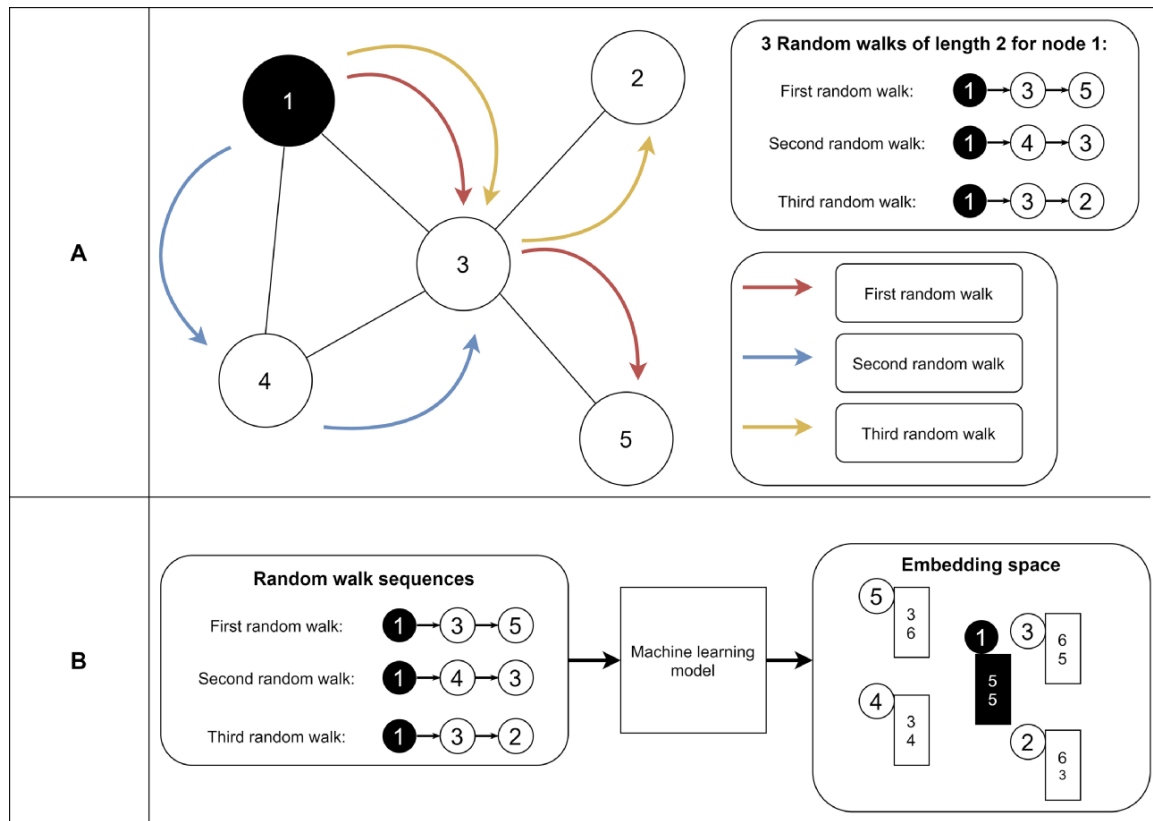 A
1
2
3
4
5
3 Random walks of length 2 for node 1:
First random walk: 1 3 5
Second random walk: 1 4 3
Third random walk: 1 3 2
First random walk
Second random walk
Third random walk
B
Random walk sequences
First random walk: 1 3 5
Second random walk: 1 4 3
Third random walk: 1 3 2
Machine learning
model
Embedding space
5
3
6
1
5
5
3
6
5
4
3
4
2
6
3